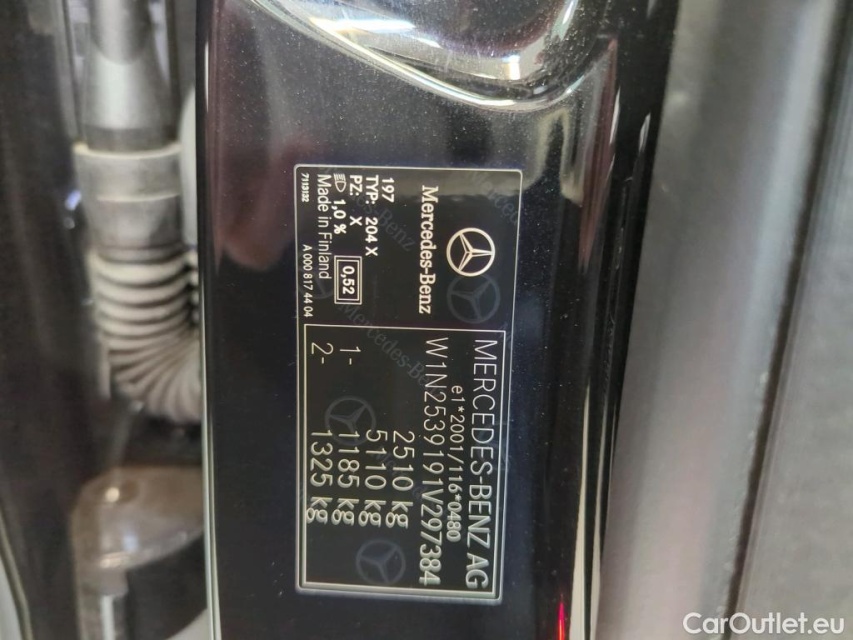 Mercedes-Benz
197
TYP: 204 X
PZ: X
1,0 % 0,52
Made in Finland
7113132 A 000 817 44 04
MERCEDES-BENZ AG
e1*2001/116*0480
W1N2539191V297384
2510 kg
5110 kg
1- 1185 kg
2- 1325 kg
CarOutlet.eu